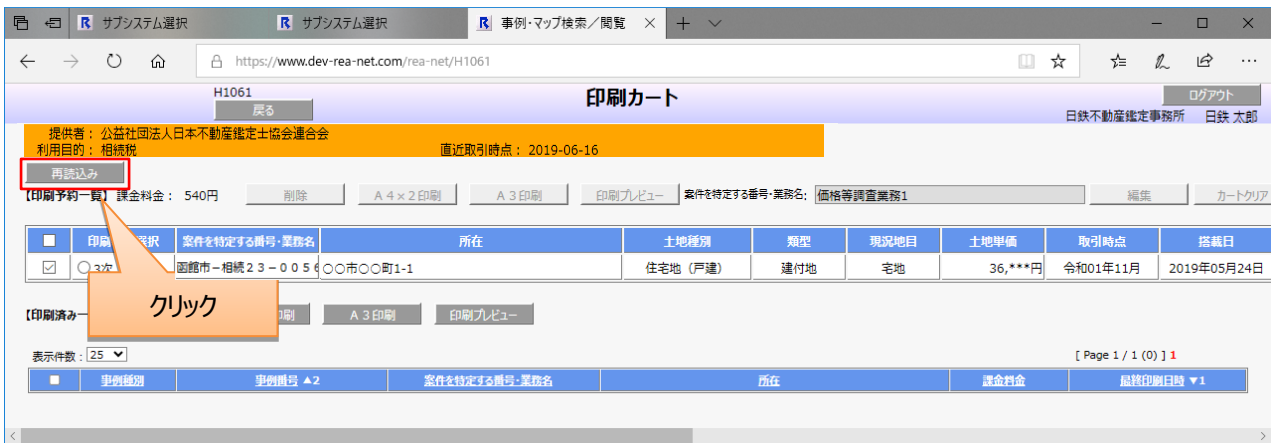 サブシステム選択 サブシステム選択 事例・マップ検索／閲覧
https://www.dev-rea-net.com/rea-net/H1061
H1061 印刷カート ログアウト
戻る 日鉄不動産鑑定事務所 日鉄 太郎
提供者： 公益社団法人日本不動産鑑定士協会連合会
利用目的： 相続税 直近取引時点： 2019-06-16
再読込み
【印刷予約一覧】 課金料金： 540円 削除 Ａ４×２印刷 Ａ３印刷 印刷プレビュー 案件を特定する番号・業務名: 価格等調査業務1 編集 カートクリア
選択 案件を特定する番号・業務名 所在 土地種別 類型 現況地目 土地単価 取引時点 搭載日
3次 函館市－相続２３－００５６ ○○市○○町1-1 住宅地（戸建） 建付地 宅地 36,***円 令和01年11月 2019年05月24日
クリック
【印刷済み一 Ａ３印刷 印刷プレビュー
表示件数： 25 [ Page 1 / 1 (0) ] 1
事例種別 事例番号 ▲2 案件を特定する番号・業務名 所在 課金料金 最終印刷日時 ▼1